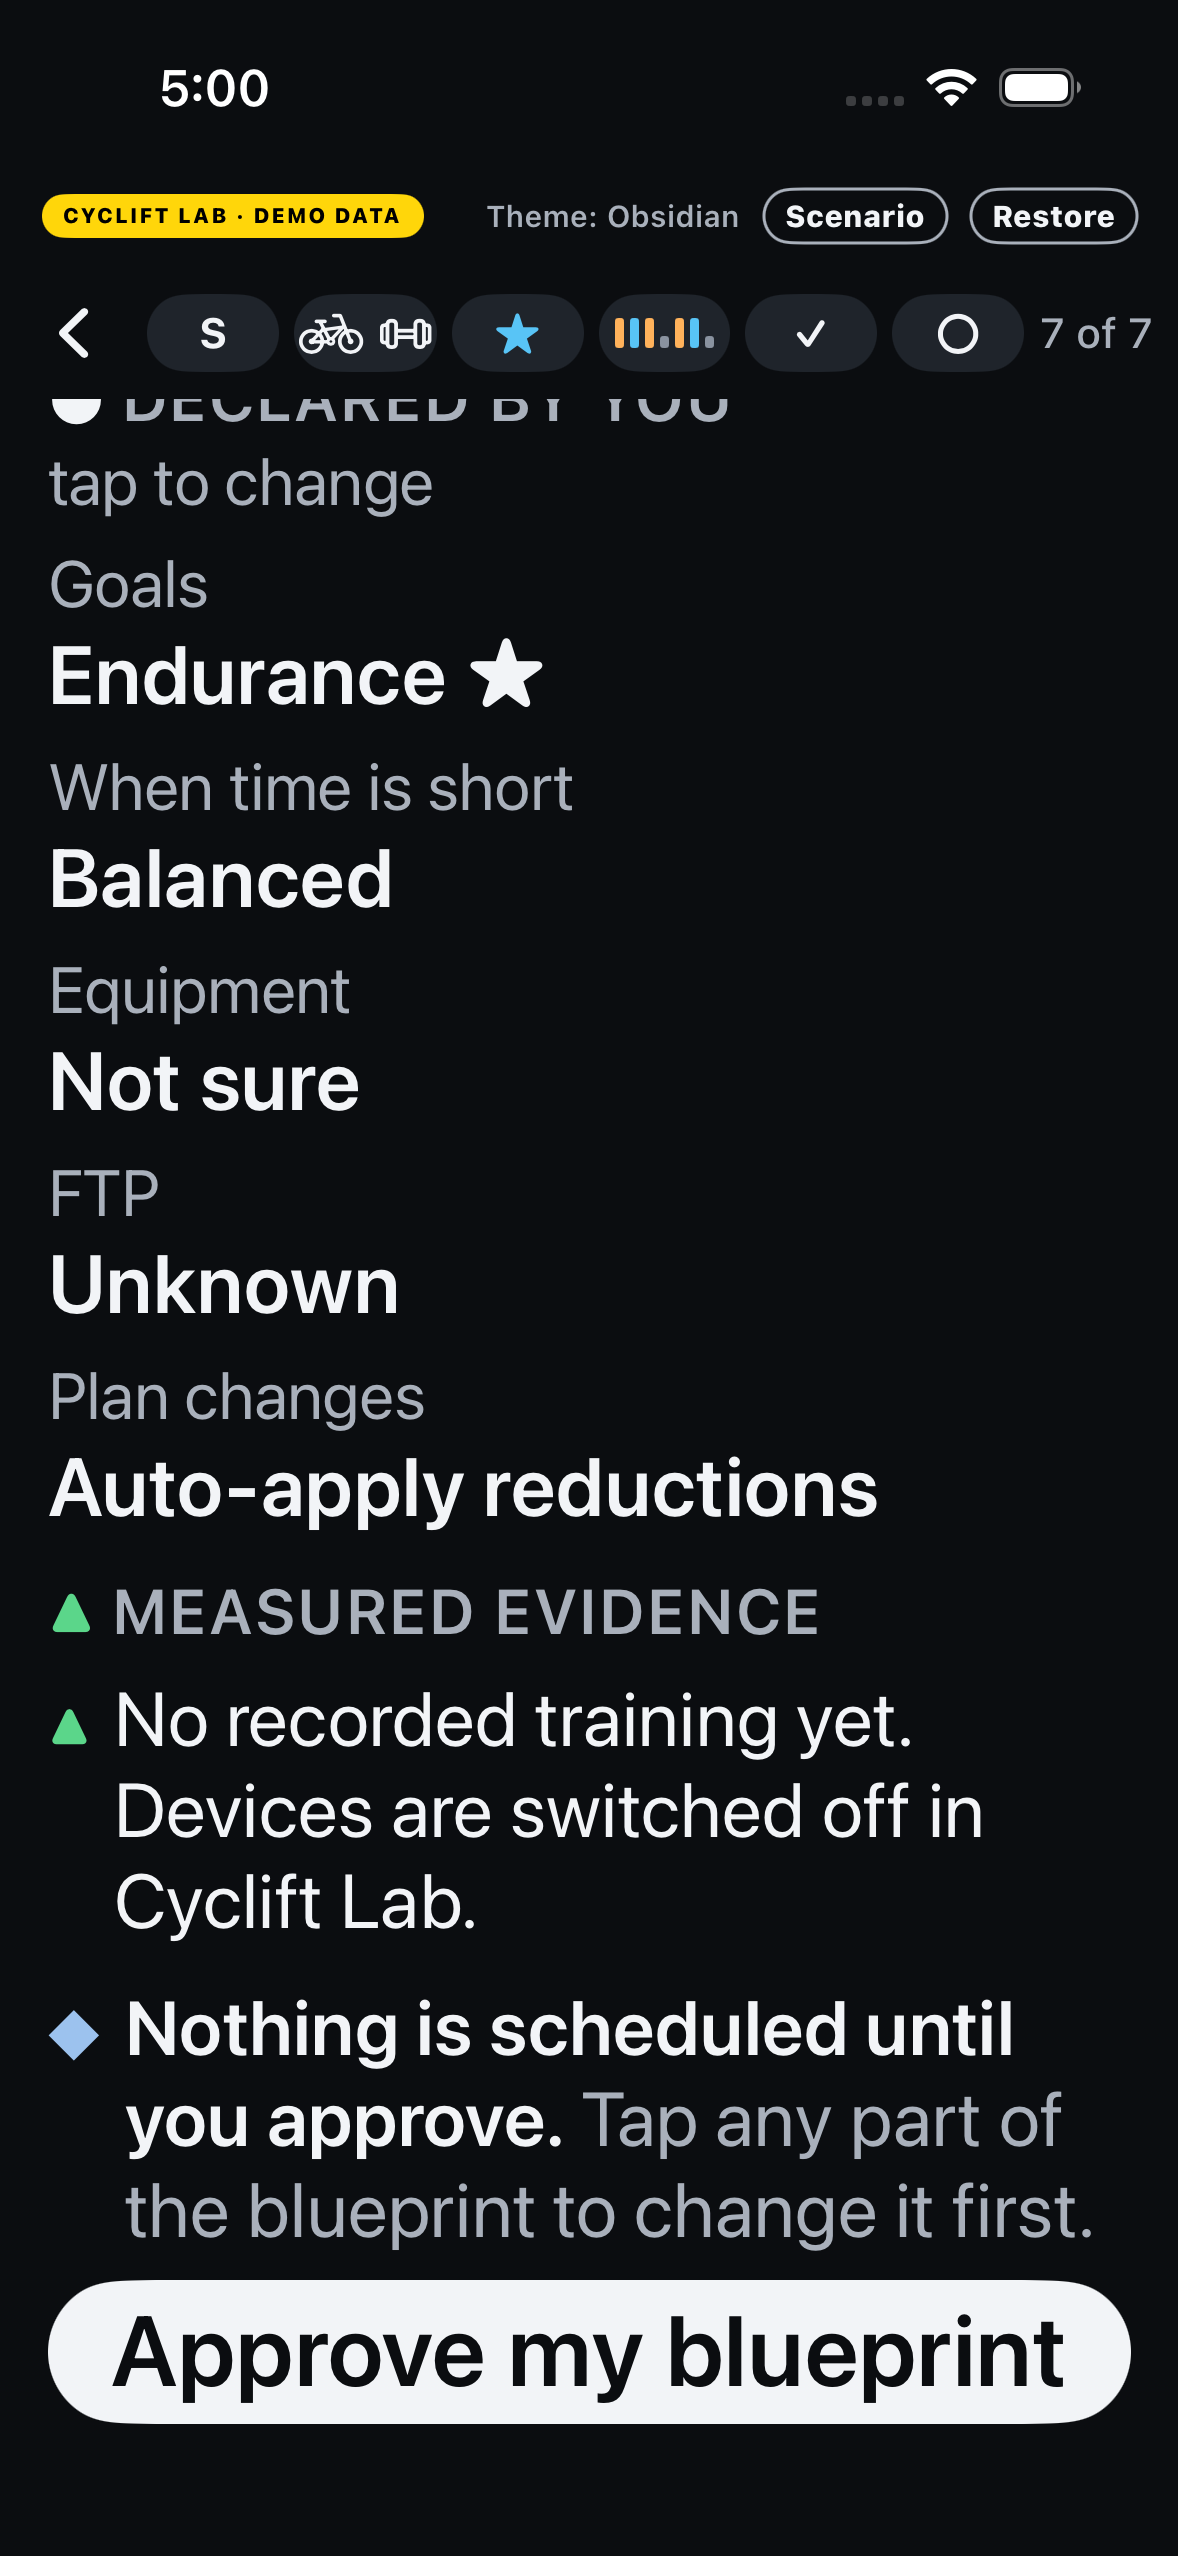 5:00
CYCLIFT LAB · DEMO DATA
Theme: Obsidian
Scenario
Restore
S
7 of 7
DECLARED BY YOU
tap to change
Goals
Endurance
When time is short
Balanced
Equipment
Not sure
FTP
Unknown
Plan changes
Auto-apply reductions
MEASURED EVIDENCE
No recorded training yet.
Devices are switched off in
Cyclift Lab.
Nothing is scheduled until
you approve. Tap any part of
the blueprint to change it first.
Approve my blueprint